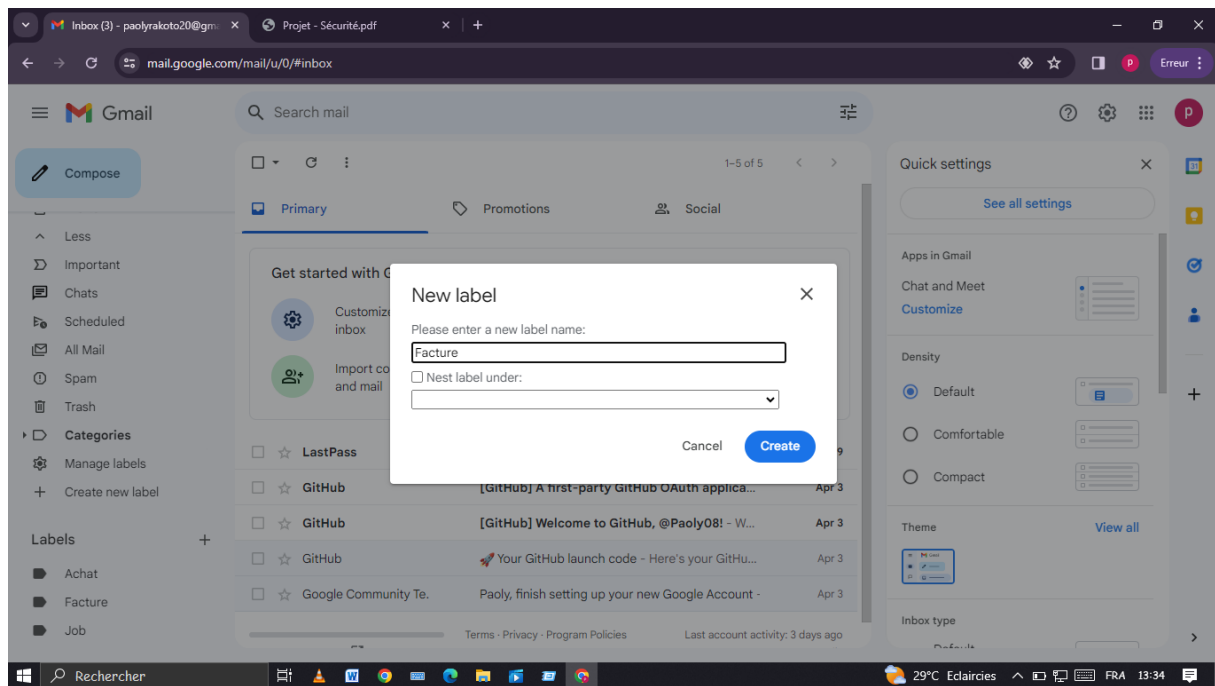 Inbox (3) - paolyrakoto20@gm
Projet - Sécurité.pdf
mail.google.com/mail/u/0/#inbox
P
Erreur
Gmail
Search mail
P
Compose
1–5 of 5
Primary
Promotions
Social
Less
Important
Chats
Scheduled
All Mail
Spam
Trash
Categories
Manage labels
Create new label
Labels
Achat
Facture
Job
Get started with G
Customize
inbox
Import co
and mail
New label
Please enter a new label name:
Facture
Nest label under:
Cancel
Create
LastPass
9
GitHub [GitHub] A first-party GitHub OAuth applica... Apr 3
GitHub [GitHub] Welcome to GitHub, @Paoly08! - W... Apr 3
GitHub 🚀 Your GitHub launch code - Here's your GitHu... Apr 3
Google Community Te. Paoly, finish setting up your new Google Account - Apr 3
Terms · Privacy · Program Policies
Last account activity: 3 days ago
Quick settings
See all settings
Apps in Gmail
Chat and Meet
Customize
Density
Default
Comfortable
Compact
Theme
View all
Inbox type
Default
31
Rechercher
29°C Eclaircies
FRA
13:34